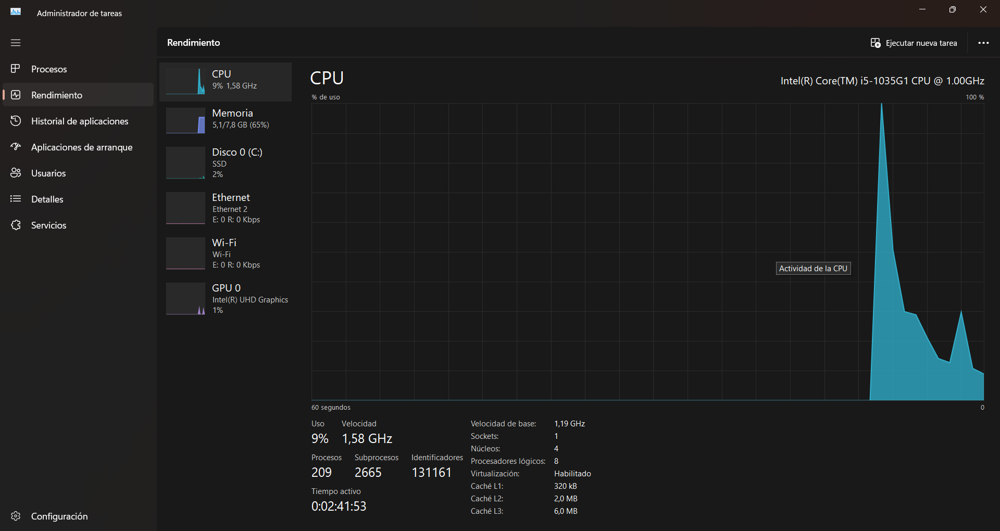 Administrador de tareas
Rendimiento
Ejecutar nueva tarea
Procesos
Rendimiento
Historial de aplicaciones
Aplicaciones de arranque
Usuarios
Detalles
Servicios
Configuración
CPU
9% 1,58 GHz
Memoria
5,1/7,8 GB (65%)
Disco 0 (C:)
SSD
2%
Ethernet
Ethernet 2
E: 0 R: 0 Kbps
Wi-Fi
Wi-Fi
E: 0 R: 0 Kbps
GPU 0
Intel(R) UHD Graphics
1%
CPU
Intel(R) Core(TM) i5-1035G1 CPU @ 1.00GHz
% de uso
100 %
Actividad de la CPU
60 segundos
0
Uso Velocidad
9% 1,58 GHz
Procesos Subprocesos Identificadores
209 2665 131161
Tiempo activo
0:02:41:53
Velocidad de base: 1,19 GHz
Sockets: 1
Núcleos: 4
Procesadores lógicos: 8
Virtualización: Habilitado
Caché L1: 320 kB
Caché L2: 2,0 MB
Caché L3: 6,0 MB